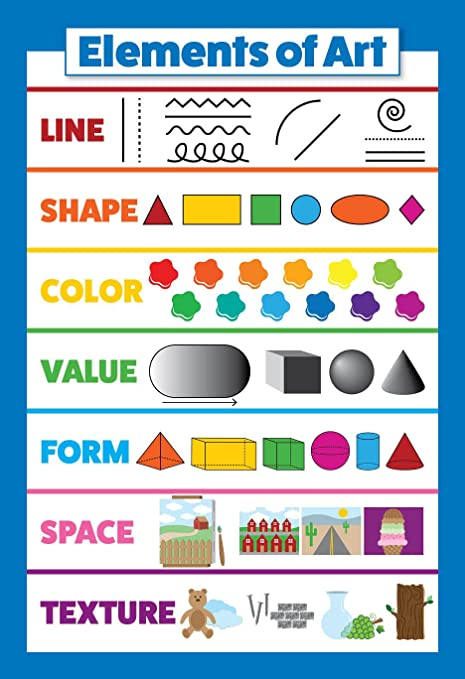 Elements of Art
LINE
SHAPE
COLOR
VALUE
FORM
SPACE
TEXTURE